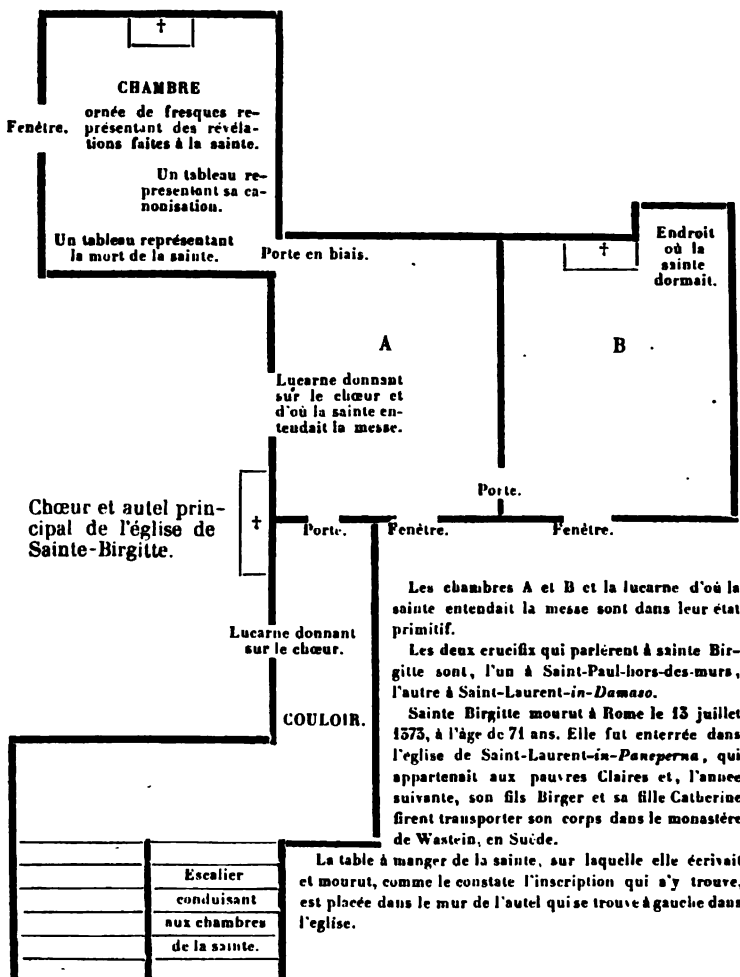 †
CHAMBRE
ornée de fresques re-
Fenêtre. présentant des révéla-
tions faites à la sainte.
Un tableau re-
présentant sa ca-
nonisation.
Un tableau représentant
la mort de la sainte.
Porte en biais.
†
Endroit
où la
sainte
dormait.
A
B
Lucarne donnant
sur le chœur et
d'où la sainte en-
tendait la messe.
Porte.
Chœur et autel prin-
cipal de l'église de
Sainte-Birgitte.
†
Porte.
Fenêtre.
Fenêtre.
Lucarne donnant
sur le chœur.
COULOIR.
Les chambres A et B et la lucarne d'où la
sainte entendait la messe sont dans leur état
primitif.
Les deux crucifix qui parlèrent à sainte Bir-
gitte sont, l'un à Saint-Paul-hors-des-murs,
l'autre à Saint-Laurent-in-Damaso.
Sainte Birgitte mourut à Rome le 13 juillet
1373, à l'âge de 71 ans. Elle fut enterrée dans
l'église de Saint-Laurent-in-Paneperna, qui
appartenait aux pauvres Claires et, l'année
suivante, son fils Birger et sa fille Catherine
firent transporter son corps dans le monastère
de Wastein, en Suède.
La table à manger de la sainte, sur laquelle elle écrivait
et mourut, comme le constate l'inscription qui s'y trouve,
est placée dans le mur de l'autel qui se trouve à gauche dans
l'église.
Escalier
conduisant
aux chambres
de la sainte.